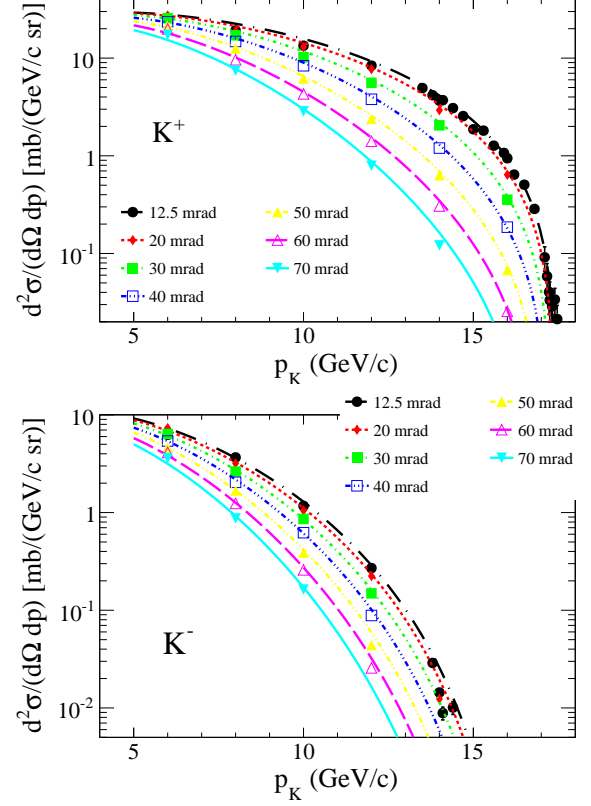 d²σ/(dΩ dp) [mb/(GeV/c sr)]
10
1
10⁻¹
K⁺
12.5 mrad
20 mrad
30 mrad
40 mrad
50 mrad
60 mrad
70 mrad
5 10 15
p_K (GeV/c)
12.5 mrad
20 mrad
30 mrad
40 mrad
50 mrad
60 mrad
70 mrad
d²σ/(dΩ dp) [mb/(GeV/c sr)]
10
1
10⁻¹
10⁻²
K⁻
5 10 15
p_K (GeV/c)